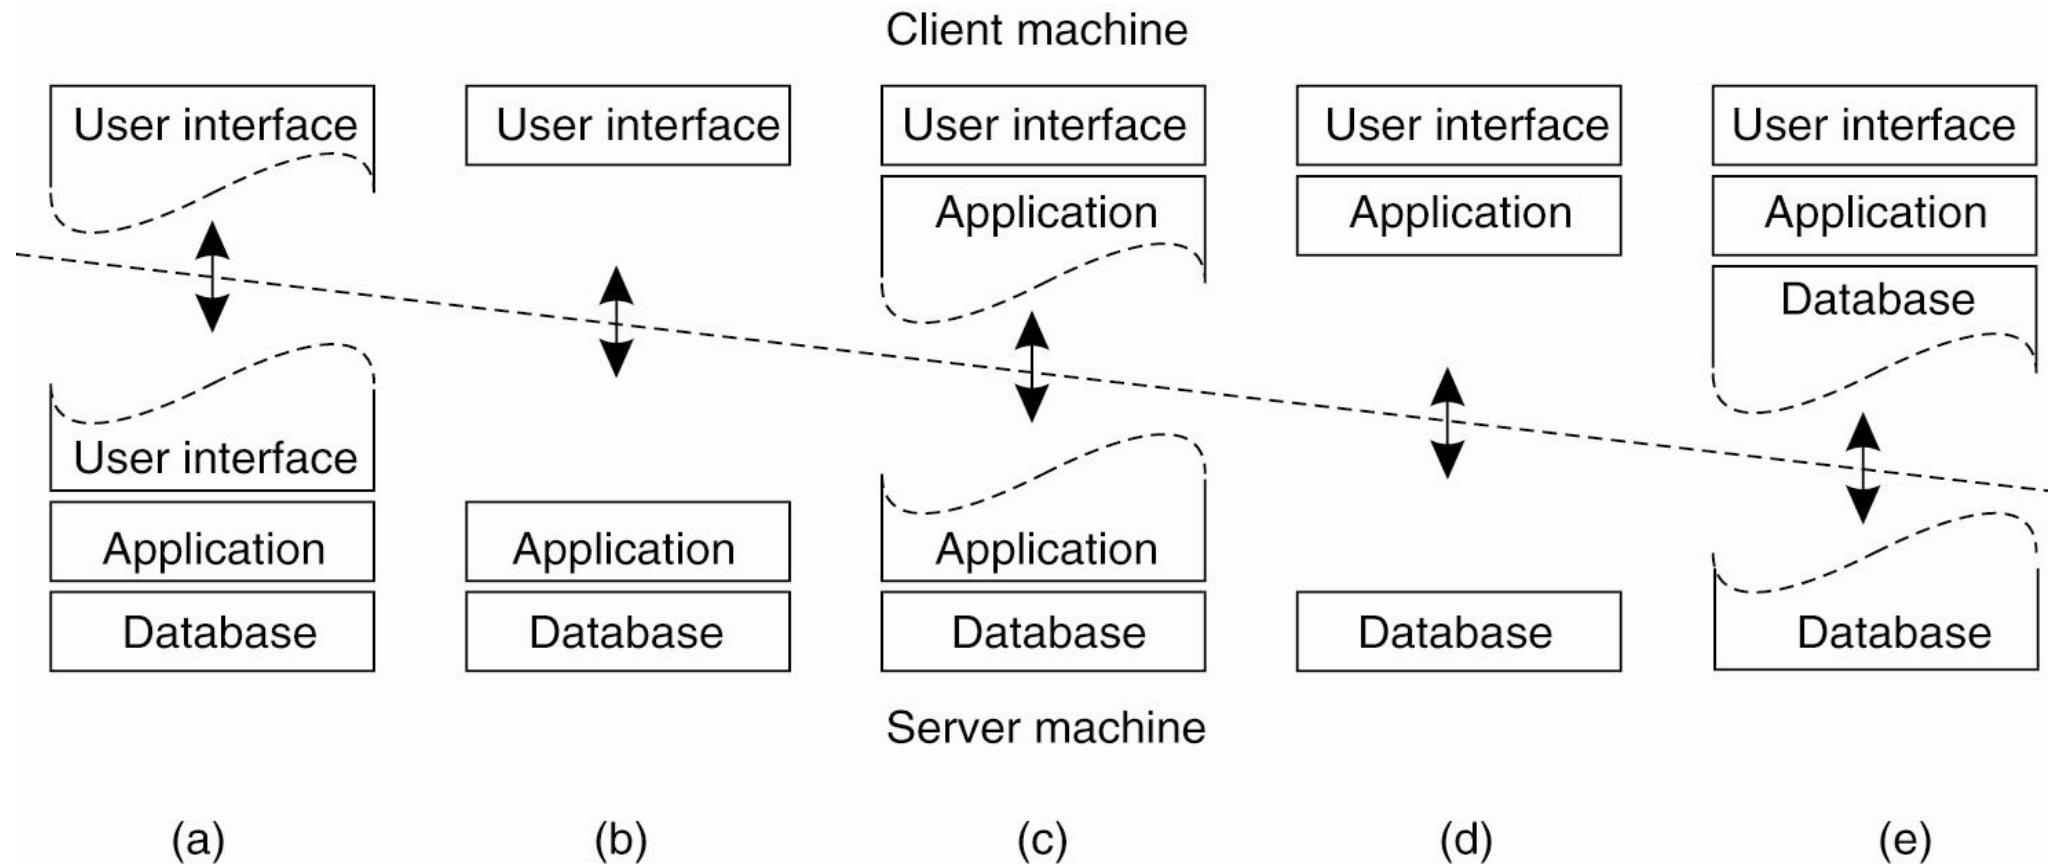 Client machine
User interface
User interface
User interface
User interface
User interface
Application
Application
Application
Database
User interface
Application
Application
Application
Database
Database
Database
Database
Database
Server machine
(a)
(b)
(c)
(d)
(e)